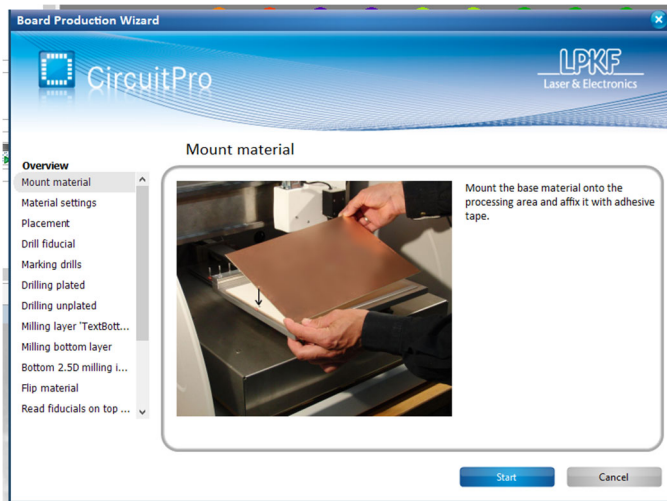 Board Production Wizard
CircuitPro
LPKF
Laser & Electronics
Mount material
Overview
Mount material
Material settings
Placement
Drill fiducial
Marking drills
Drilling plated
Drilling unplated
Milling layer 'TextBott...
Milling bottom layer
Bottom 2.5D milling i...
Flip material
Read fiducials on top ...
Mount the base material onto the
processing area and affix it with adhesive
tape.
Start
Cancel